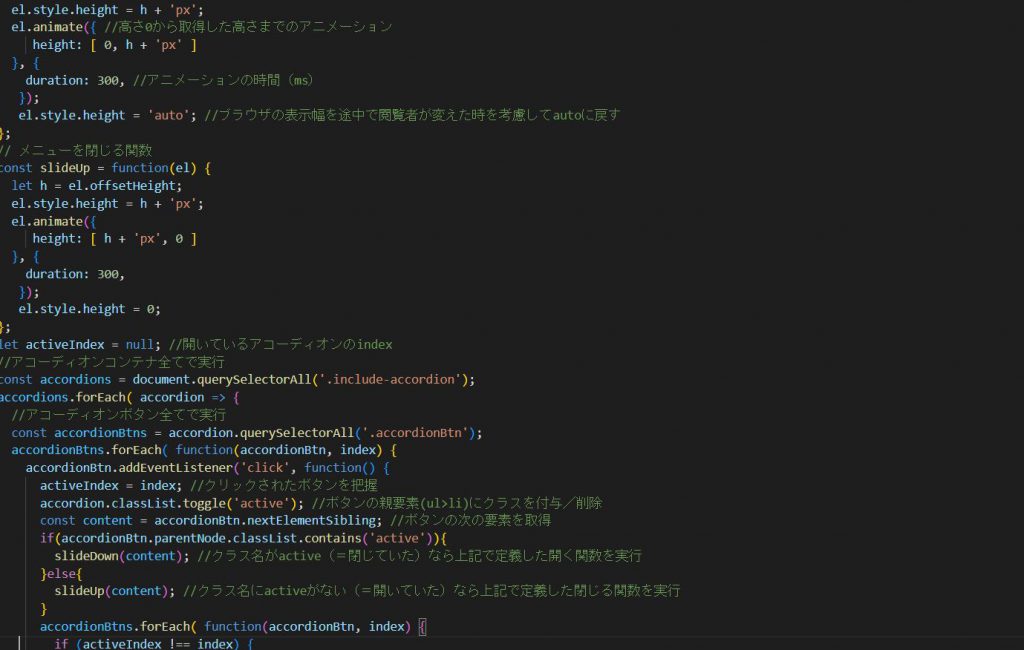 el.style.height = h + 'px';
el.animate({ //高さ0から取得した高さまでのアニメーション
height: [ 0, h + 'px' ]
}, {
duration: 300, //アニメーションの時間（ms）
});
el.style.height = 'auto'; //ブラウザの表示幅を途中で閲覧者が変えた時を考慮してautoに戻す
};
// メニューを閉じる関数
const slideUp = function(el) {
let h = el.offsetHeight;
el.style.height = h + 'px';
el.animate({
height: [ h + 'px', 0 ]
}, {
duration: 300,
});
el.style.height = 0;
};
let activeIndex = null; //開いているアコーディオンのindex
//アコーディオンコンテナ全てで実行
const accordions = document.querySelectorAll('.include-accordion');
accordions.forEach( accordion => {
//アコーディオンボタン全てで実行
const accordionBtns = accordion.querySelectorAll('.accordionBtn');
accordionBtns.forEach( function(accordionBtn, index) {
accordionBtn.addEventListener('click', function() {
activeIndex = index; //クリックされたボタンを把握
accordion.classList.toggle('active'); //ボタンの親要素(ul>li)にクラスを付与／削除
const content = accordionBtn.nextElementSibling; //ボタンの次の要素を取得
if(accordionBtn.parentNode.classList.contains('active')){
slideDown(content); //クラス名がactive（＝閉じていた）なら上記で定義した開く関数を実行
}else{
slideUp(content); //クラス名にactiveがない（＝開いていた）なら上記で定義した閉じる関数を実行
}
accordionBtns.forEach( function(accordionBtn, index) {
if (activeIndex !== index) {